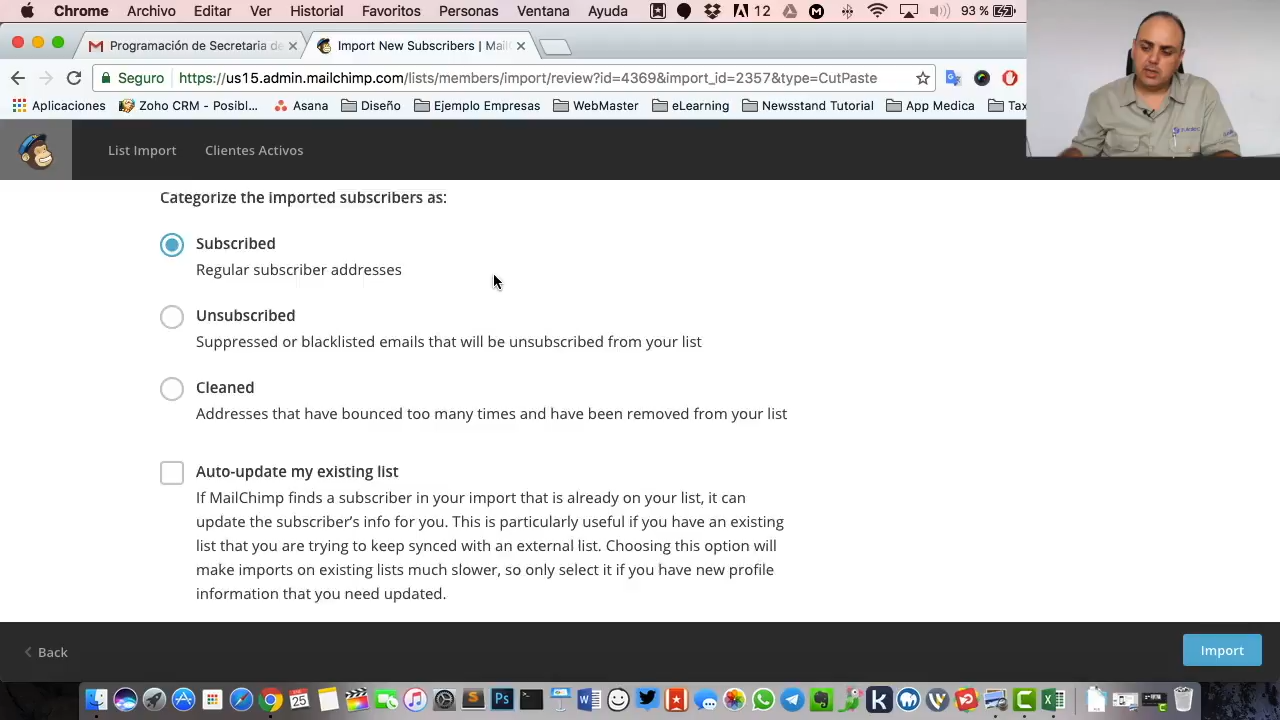 Chrome Archivo Editar Ver Historial Favoritos Personas Ventana Ayuda 12 93 %
Programación de Secretaria de × Import New Subscribers | Mail ×
Seguro https://us15.admin.mailchimp.com/lists/members/import/review?id=4369&import_id=2357&type=CutPaste
Aplicaciones Zoho CRM - Posibl... Asana Diseño Ejemplo Empresas WebMaster eLearning Newsstand Tutorial App Medica Tax
List Import Clientes Activos
Categorize the imported subscribers as:
Subscribed
Regular subscriber addresses
Unsubscribed
Suppressed or blacklisted emails that will be unsubscribed from your list
Cleaned
Addresses that have bounced too many times and have been removed from your list
Auto-update my existing list
If MailChimp finds a subscriber in your import that is already on your list, it can
update the subscriber's info for you. This is particularly useful if you have an existing
list that you are trying to keep synced with an external list. Choosing this option will
make imports on existing lists much slower, so only select it if you have new profile
information that you need updated.
Back Import
25 Ps